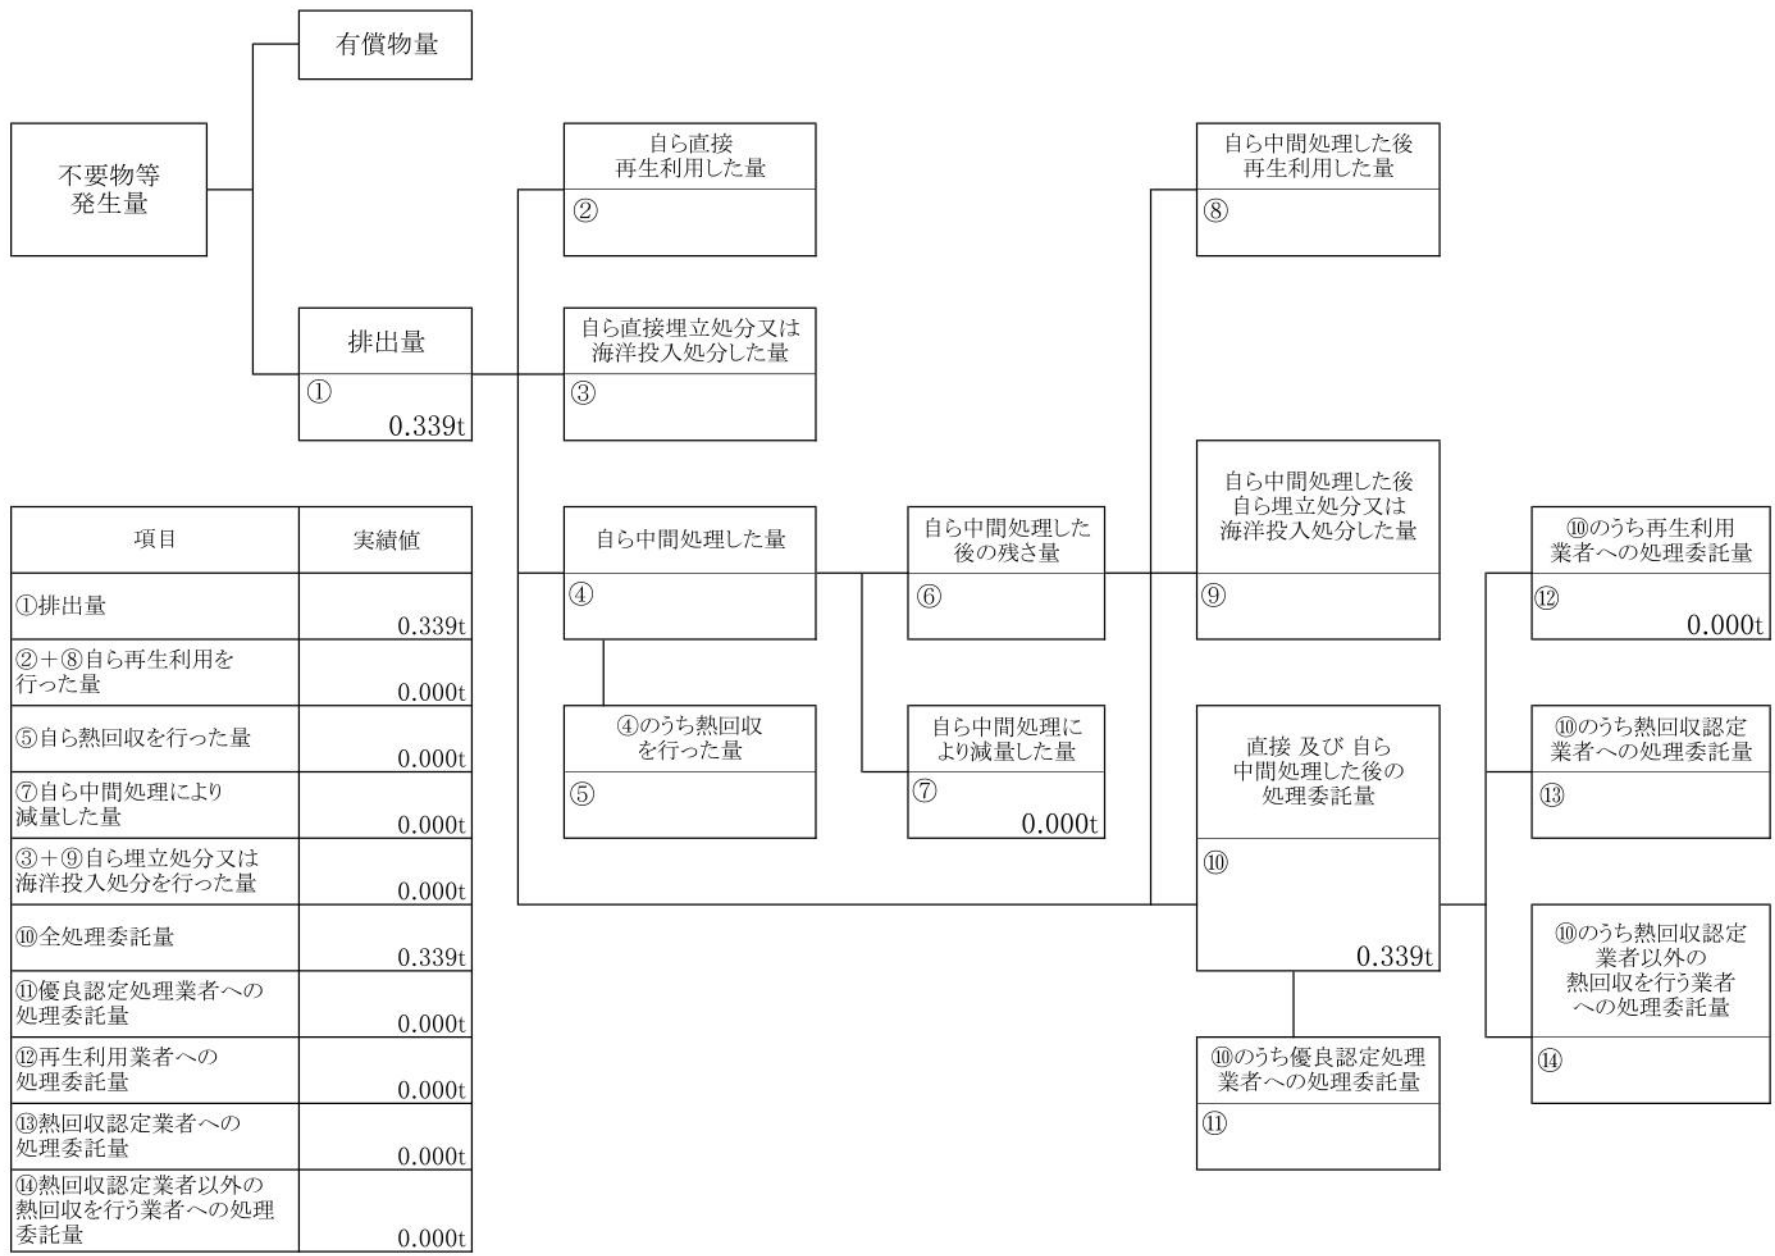 有償物量
不要物等
発生量
排出量
①
0.339t
自ら直接
再生利用した量
②
自ら直接埋立処分又は
海洋投入処分した量
③
自ら中間処理した量
④
④のうち熱回収
を行った量
⑤
自ら中間処理した
後の残さ量
⑥
自ら中間処理に
より減量した量
⑦
0.000t
自ら中間処理した後
再生利用した量
⑧
自ら中間処理した後
自ら埋立処分又は
海洋投入処分した量
⑨
直接 及び 自ら
中間処理した後の
処理委託量
⑩
0.339t
⑩のうち優良認定処理
業者への処理委託量
⑪
⑩のうち再生利用
業者への処理委託量
⑫
0.000t
⑩のうち熱回収認定
業者への処理委託量
⑬
⑩のうち熱回収認定
業者以外の
熱回収を行う業者
への処理委託量
⑭
項目 実績値
①排出量
0.339t
②+⑧自ら再生利用を
行った量
0.000t
⑤自ら熱回収を行った量
0.000t
⑦自ら中間処理により
減量した量
0.000t
③+⑨自ら埋立処分又は
海洋投入処分を行った量
0.000t
⑩全処理委託量
0.339t
⑪優良認定処理業者への
処理委託量
0.000t
⑫再生利用業者への
処理委託量
0.000t
⑬熱回収認定業者への
処理委託量
0.000t
⑭熱回収認定業者以外の
熱回収を行う業者への処理
委託量
0.000t